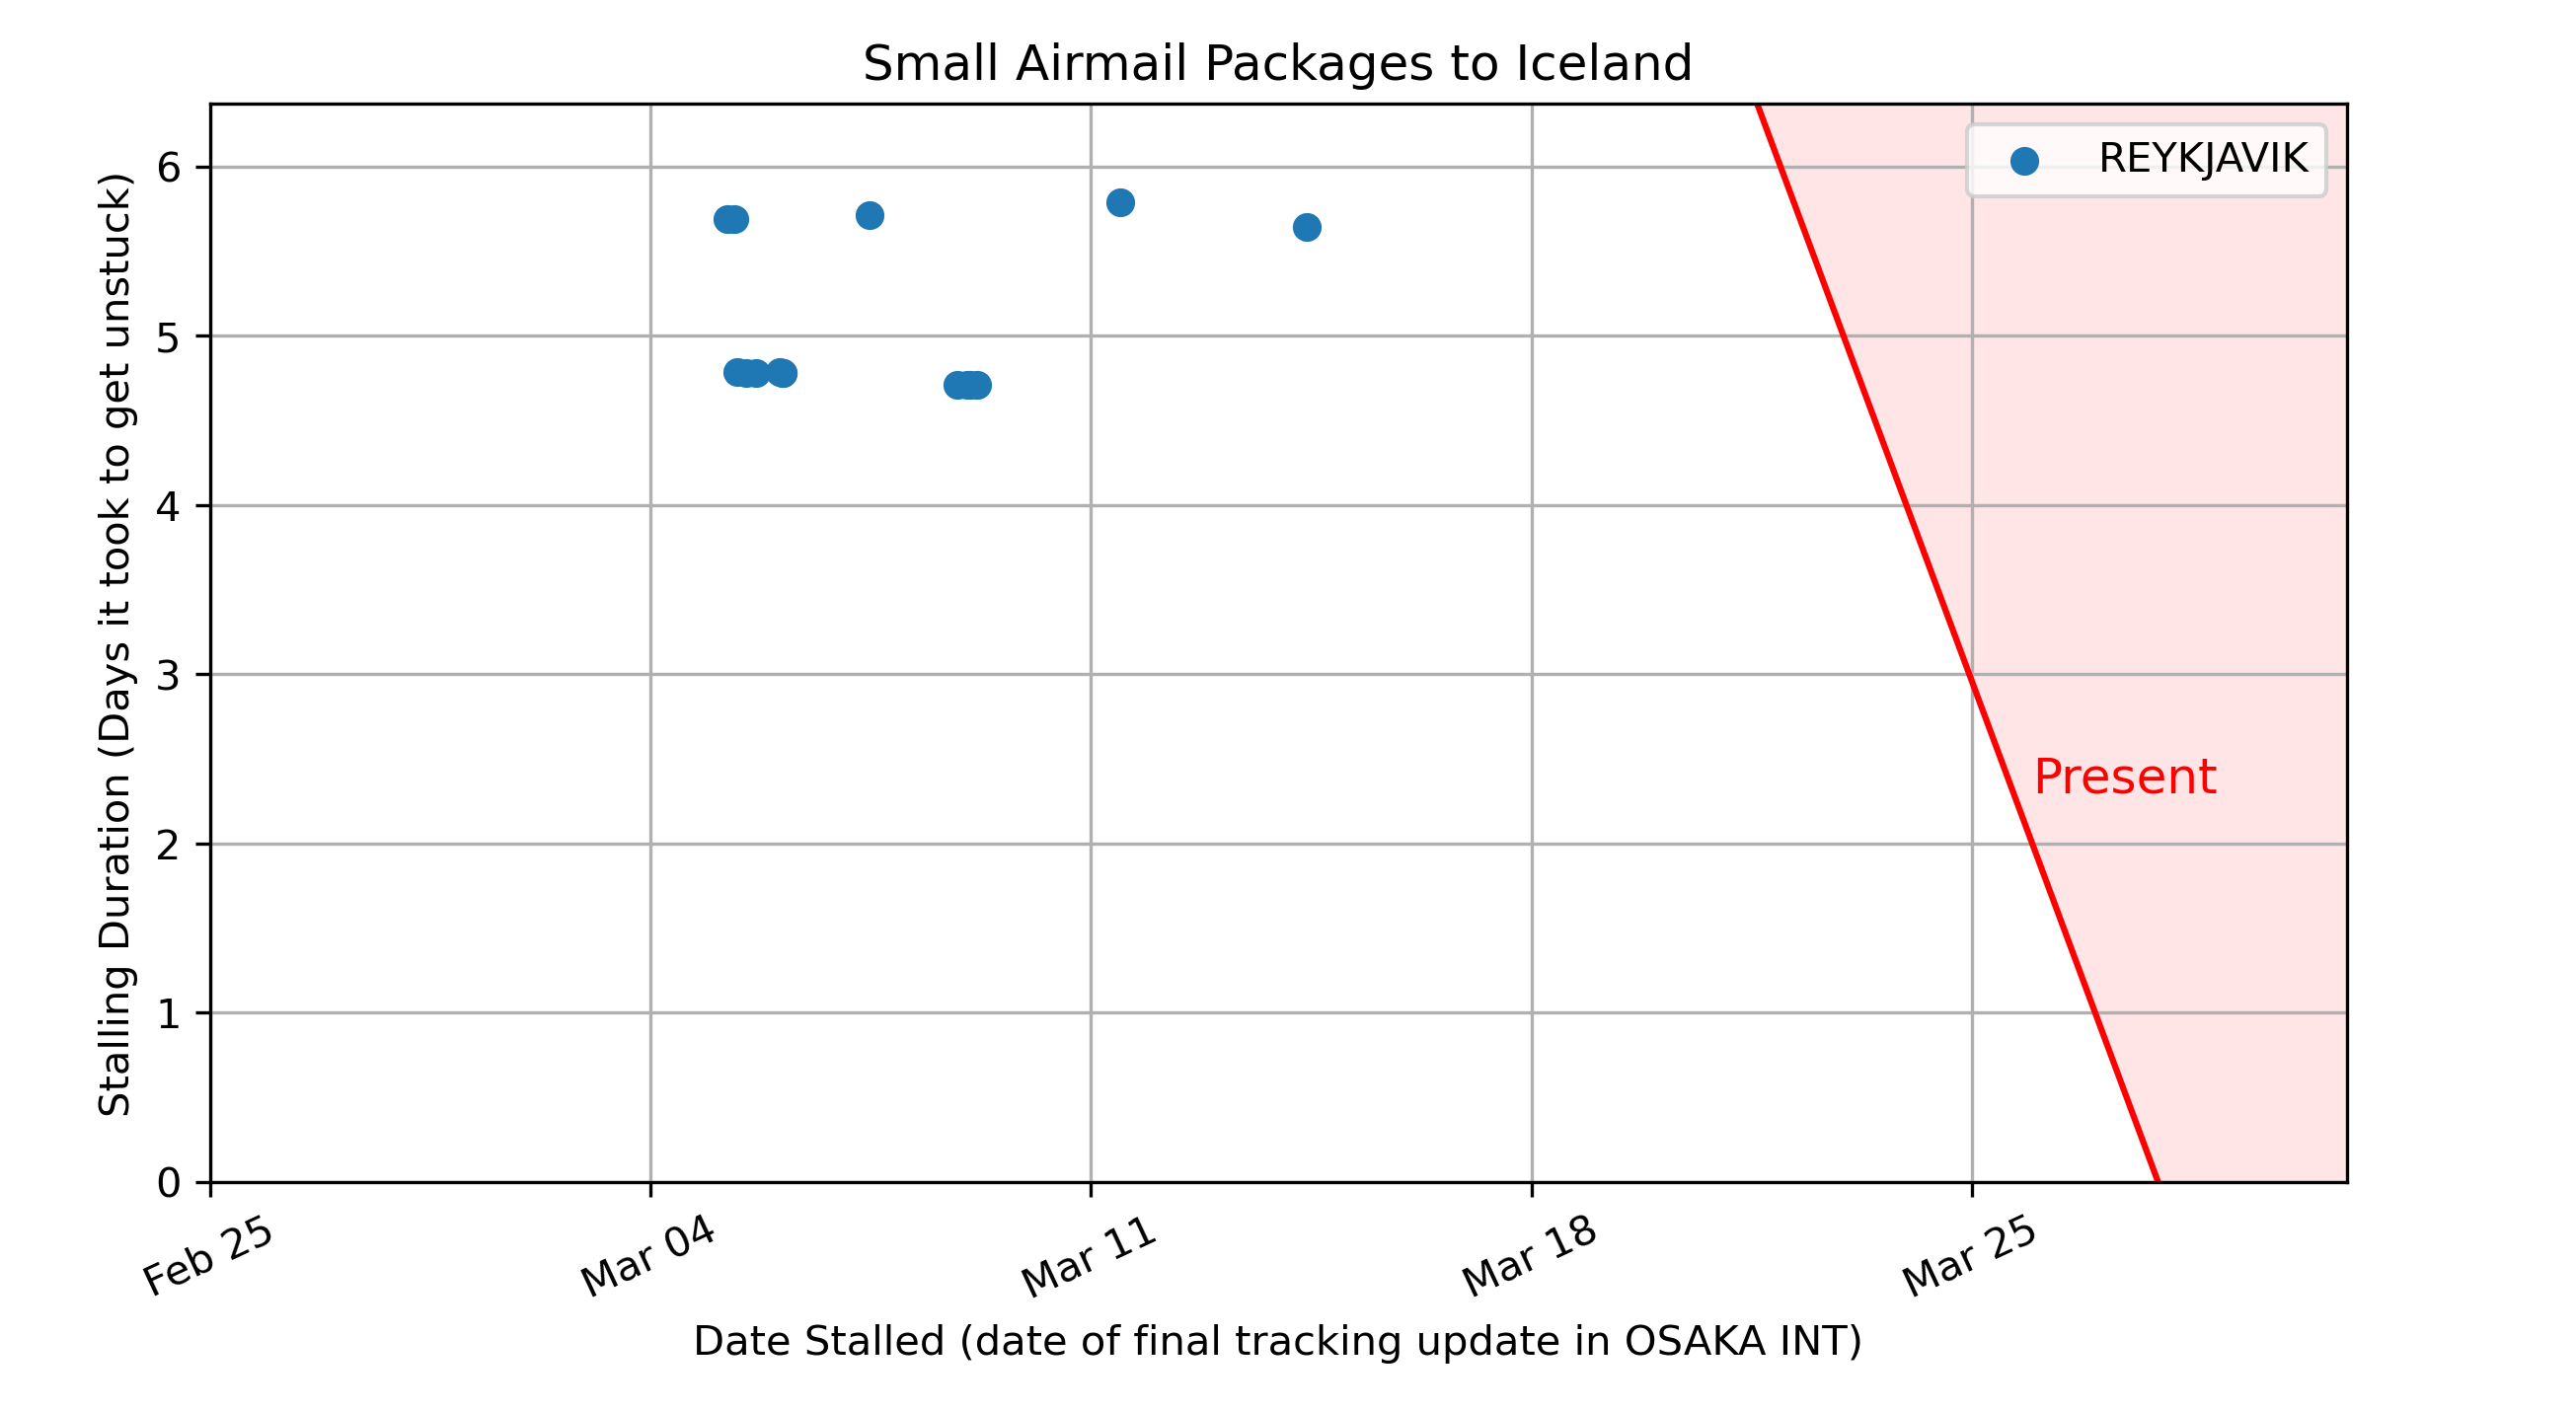 Small Airmail Packages to Iceland
Stalling Duration (Days it took to get unstuck)
6
5
4
3
2
1
0
REYKJAVIK
Present
Feb 25
Mar 04
Mar 11
Mar 18
Mar 25
Date Stalled (date of final tracking update in OSAKA INT)